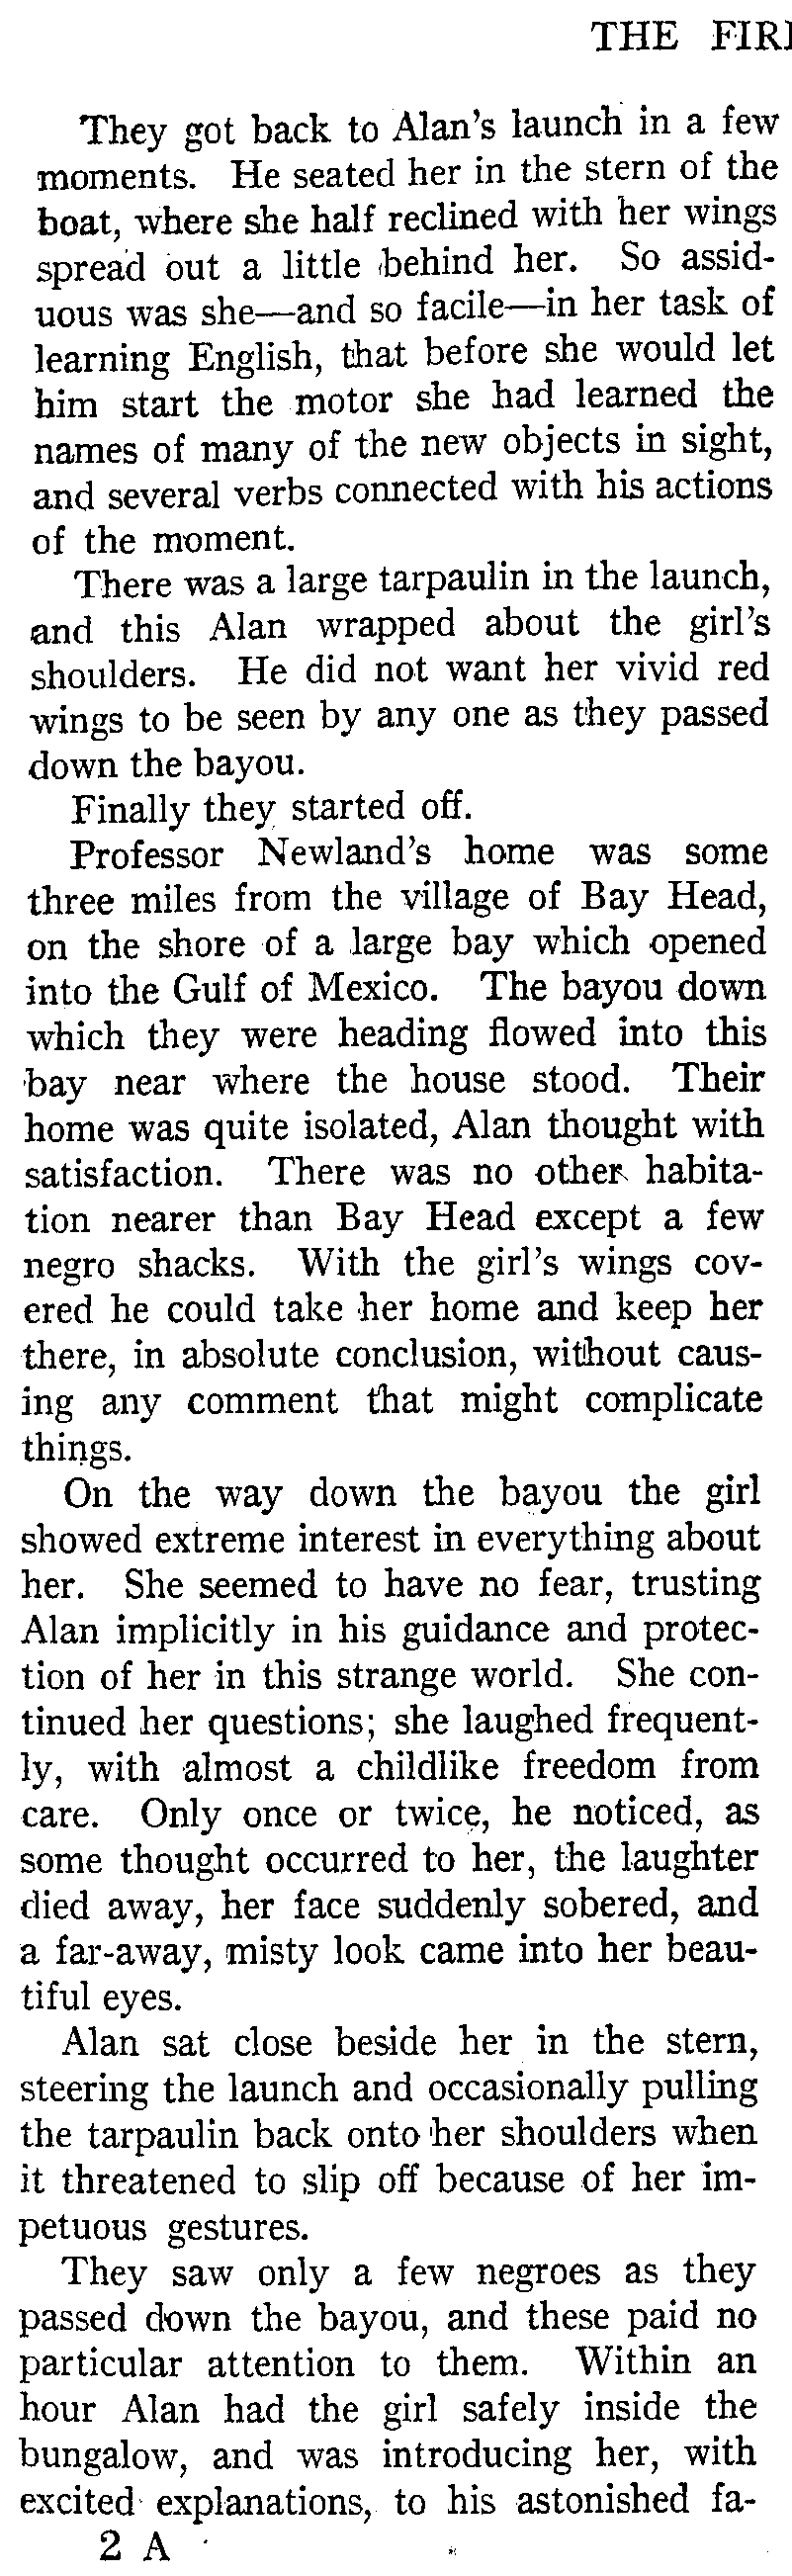 THE FIR
They got back to Alan's launch in a few
moments. He seated her in the stern of the
boat, where she half reclined with her wings
spread out a little behind her. So assid-
uous was she—and so facile—in her task of
learning English, that before she would let
him start the motor she had learned the
names of many of the new objects in sight,
and several verbs connected with his actions
of the moment.
There was a large tarpaulin in the launch,
and this Alan wrapped about the girl's
shoulders. He did not want her vivid red
wings to be seen by any one as they passed
down the bayou.
Finally they started off.
Professor Newland's home was some
three miles from the village of Bay Head,
on the shore of a large bay which opened
into the Gulf of Mexico. The bayou down
which they were heading flowed into this
bay near where the house stood. Their
home was quite isolated, Alan thought with
satisfaction. There was no other habita-
tion nearer than Bay Head except a few
negro shacks. With the girl's wings cov-
ered he could take her home and keep her
there, in absolute conclusion, without caus-
ing any comment that might complicate
things.
On the way down the bayou the girl
showed extreme interest in everything about
her. She seemed to have no fear, trusting
Alan implicitly in his guidance and protec-
tion of her in this strange world. She con-
tinued her questions; she laughed frequent-
ly, with almost a childlike freedom from
care. Only once or twice, he noticed, as
some thought occurred to her, the laughter
died away, her face suddenly sobered, and
a far-away, misty look came into her beau-
tiful eyes.
Alan sat close beside her in the stern,
steering the launch and occasionally pulling
the tarpaulin back onto her shoulders when
it threatened to slip off because of her im-
petuous gestures.
They saw only a few negroes as they
passed down the bayou, and these paid no
particular attention to them. Within an
hour Alan had the girl safely inside the
bungalow, and was introducing her, with
excited explanations, to his astonished fa-
2 A